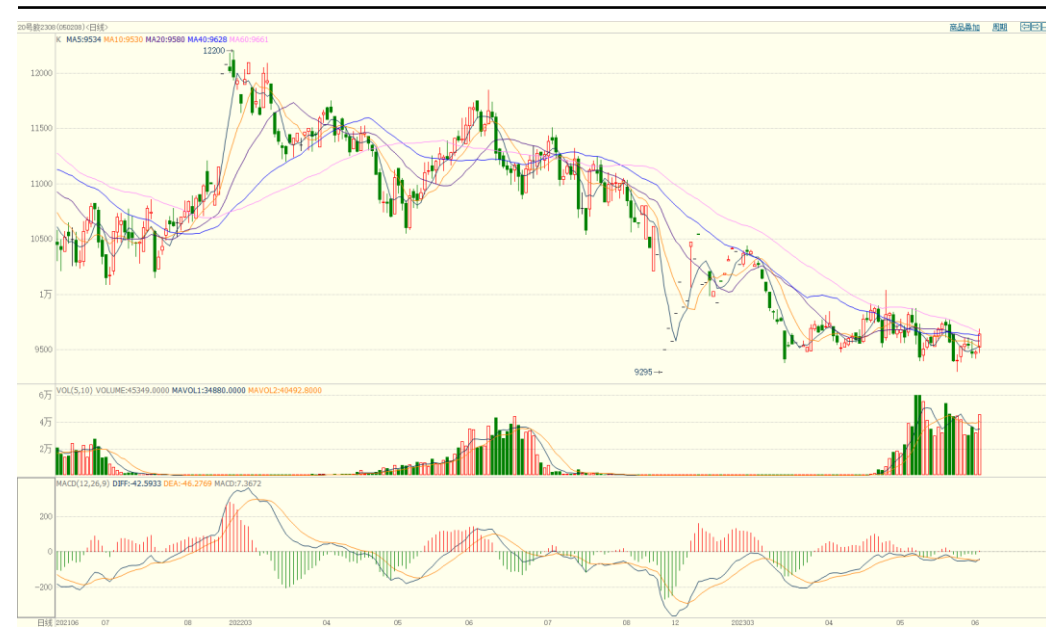 20号胶2308(050208)<日线> 商品叠加 周期
K MA5:9534 MA10:9530 MA20:9580 MA40:9628 MA60:9661
12200→
12000
11500
11000
10500
1万
9500
9295→
VOL(5,10) VOLUME:45349.0000 MAVOL1:34880.0000 MAVOL2:40492.8000
6万
4万
2万
MACD(12,26,9) DIFF:-42.5933 DEA:-46.2769 MACD:7.3672
200
0
-200
日线 202106 07 08 202203 04 05 06 07 08 12 202303 04 05 06